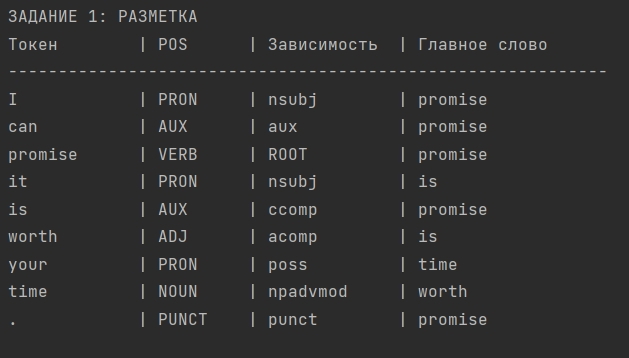 ЗАДАНИЕ 1: РАЗМЕТКА
Токен | POS | Зависимость | Главное слово
------------------------------------------------------------
I | PRON | nsubj | promise
can | AUX | aux | promise
promise | VERB | ROOT | promise
it | PRON | nsubj | is
is | AUX | ccomp | promise
worth | ADJ | acomp | is
your | PRON | poss | time
time | NOUN | npadvmod | worth
. | PUNCT | punct | promise